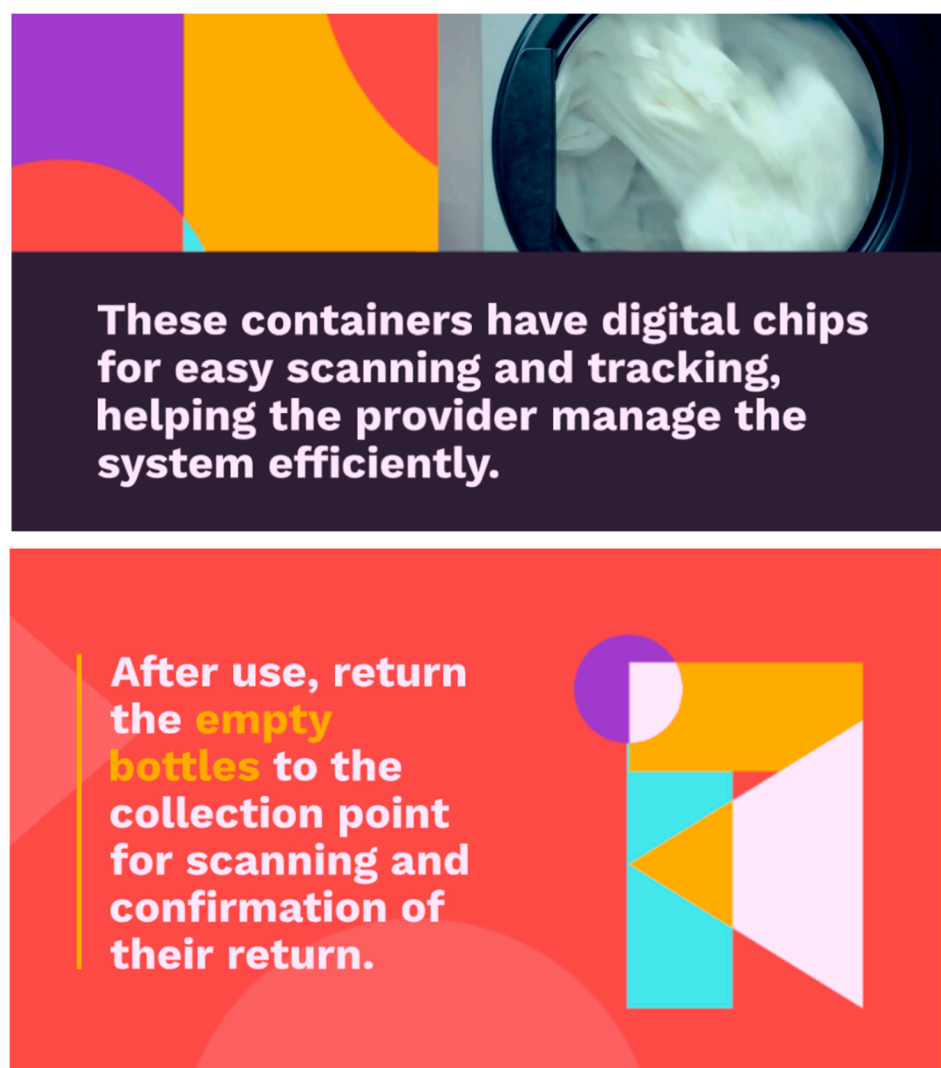 These containers have digital chips
for easy scanning and tracking,
helping the provider manage the
system efficiently.
After use, return
the empty
bottles to the
collection point
for scanning and
confirmation of
their return.